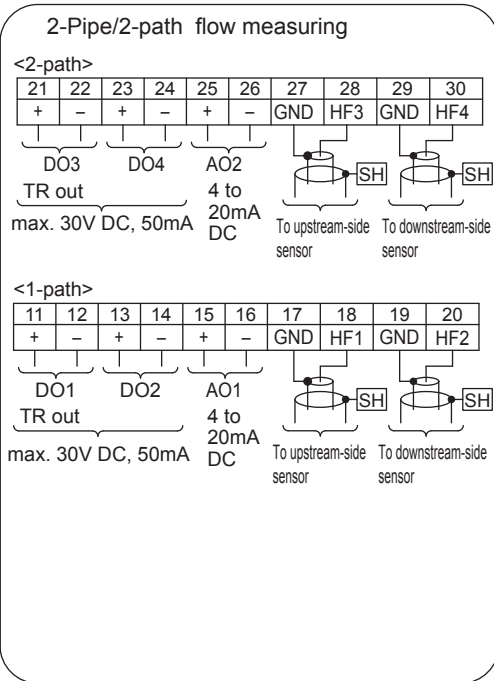 2-Pipe/2-path flow measuring
<2-path>
21 22 23 24 25 26 27 28 29 30
+ – + – + – GND HF3 GND HF4
DO3 DO4 AO2 SH SH
TR out 4 to
max. 30V DC, 50mA 20mA
DC
To upstream-side To downstream-side
sensor sensor
<1-path>
11 12 13 14 15 16 17 18 19 20
+ – + – + – GND HF1 GND HF2
DO1 DO2 AO1 SH SH
TR out 4 to
max. 30V DC, 50mA 20mA
DC
To upstream-side To downstream-side
sensor sensor